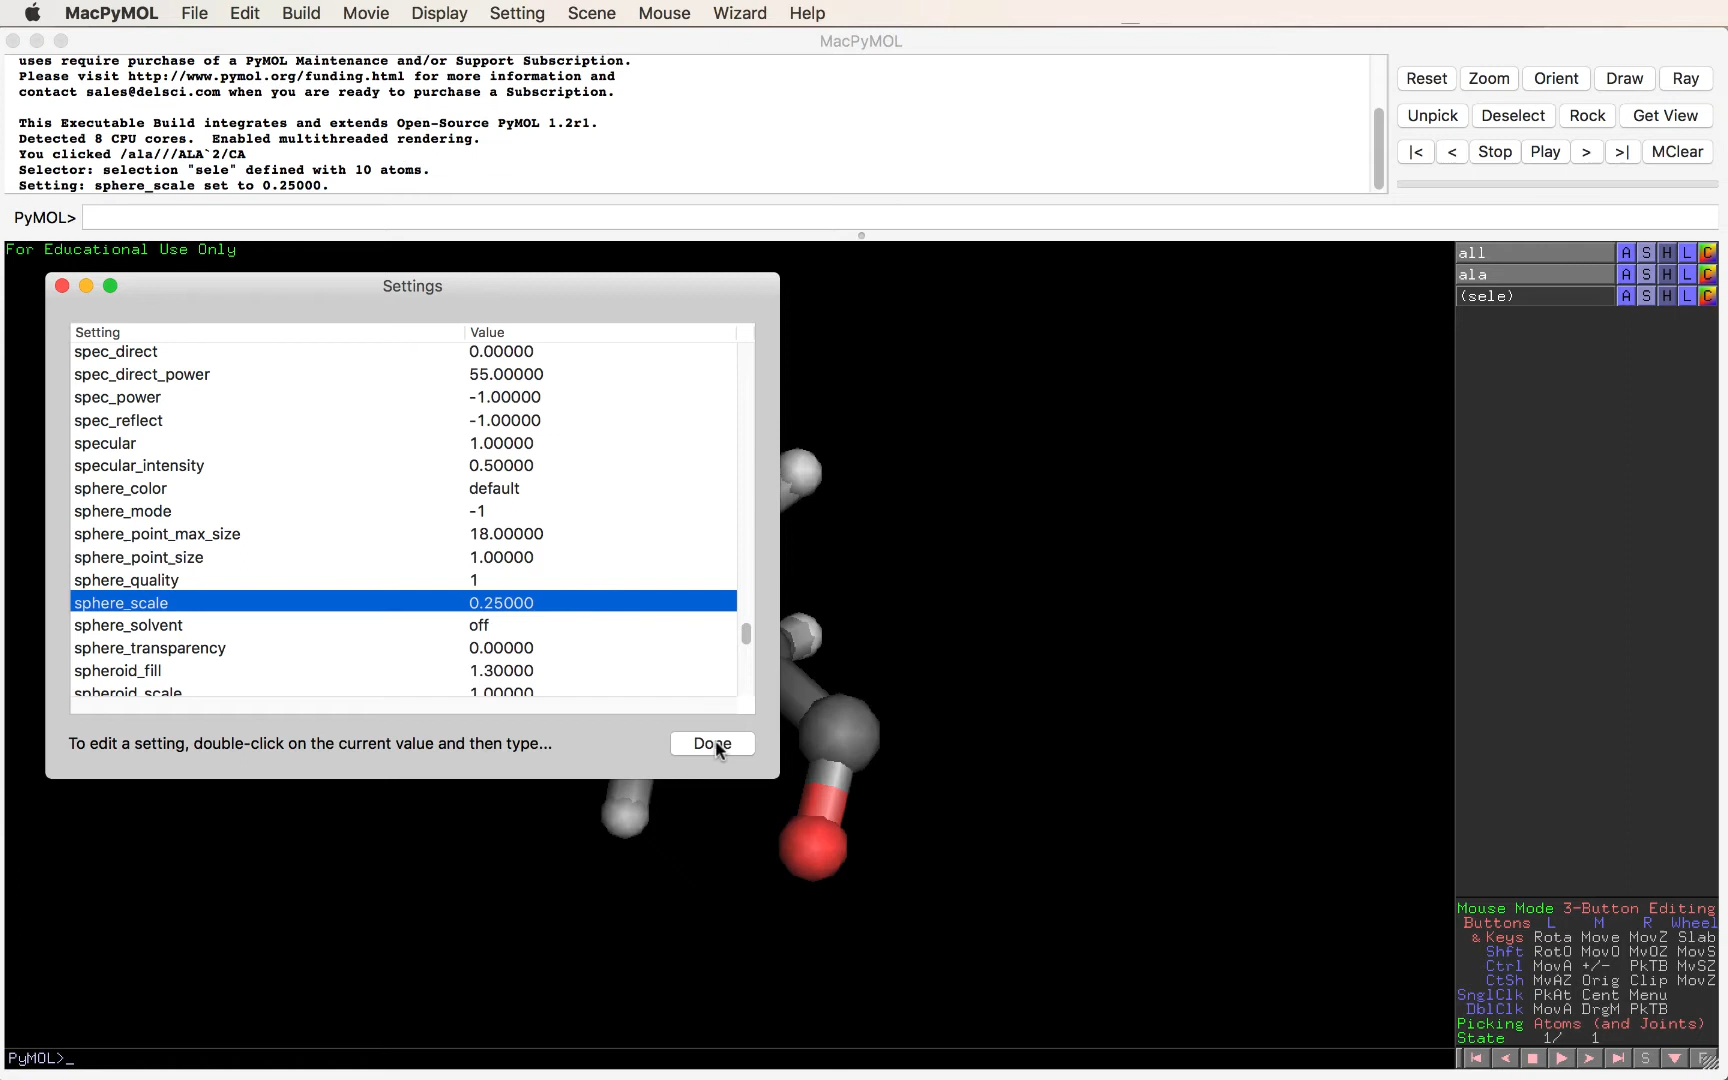 MacPyMOL File Edit Build Movie Display Setting Scene Mouse Wizard Help
MacPyMOL
uses require purchase of a PyMOL Maintenance and/or Support Subscription.
Please visit http://www.pymol.org/funding.html for more information and
contact sales@delsci.com when you are ready to purchase a Subscription.
This Executable Build integrates and extends Open-Source PyMOL 1.2r1.
Detected 8 CPU cores.  Enabled multithreaded rendering.
You clicked /ala///ALA`2/CA
Selector: selection "sele" defined with 10 atoms.
Setting: sphere_scale set to 0.25000.
Reset Zoom Orient Draw Ray
Unpick Deselect Rock Get View
|< < Stop Play > >| MClear
PyMOL>
For Educational Use Only
all A S H L C
ala A S H L C
(sele) A S H L C
Settings
Setting Value
spec_direct 0.00000
spec_direct_power 55.00000
spec_power -1.00000
spec_reflect -1.00000
specular 1.00000
specular_intensity 0.50000
sphere_color default
sphere_mode -1
sphere_point_max_size 18.00000
sphere_point_size 1.00000
sphere_quality 1
sphere_scale 0.25000
sphere_solvent off
sphere_transparency 0.00000
spheroid_fill 1.30000
spheroid_scale 1.00000
To edit a setting, double-click on the current value and then type...
Done
Mouse Mode 3-Button Editing
Buttons L M R Wheel
& Keys Rota Move MovZ Slab
Shft RotO MovO MvOZ MovS
Ctrl MovA +/- PkTB MvSZ
CtSh MvAZ Orig Clip MovZ
SnglClk PkAt Cent Menu
DblClk MovA DrgM PkTB
Picking Atoms (and Joints)
State 1/ 1
PyMOL>_
S F